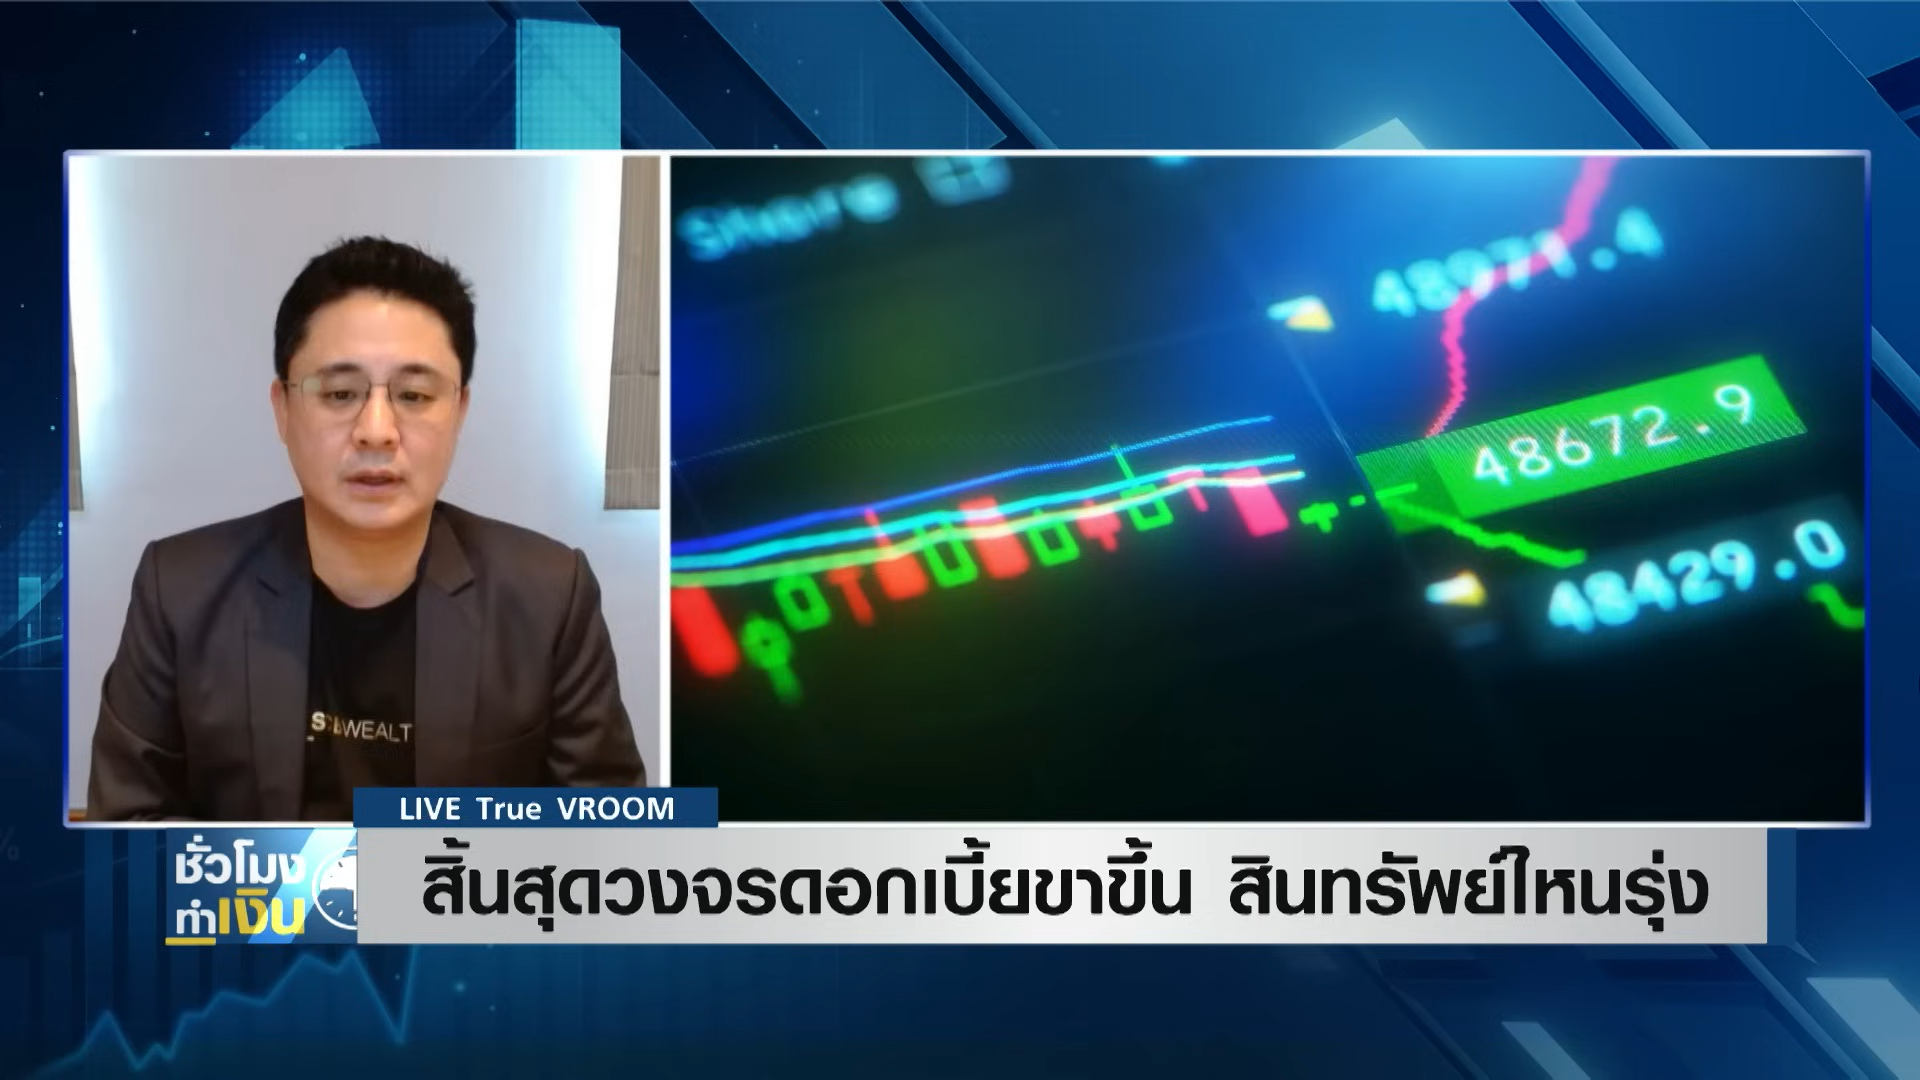 Share
48971.4
48672.9
48429.0
WEALT
LIVE True VROOM
ชั่วโมง
ทำเงิน
สิ้นสุดวงจรดอกเบี้ยขาขึ้น สินทรัพย์ไหนรุ่ง